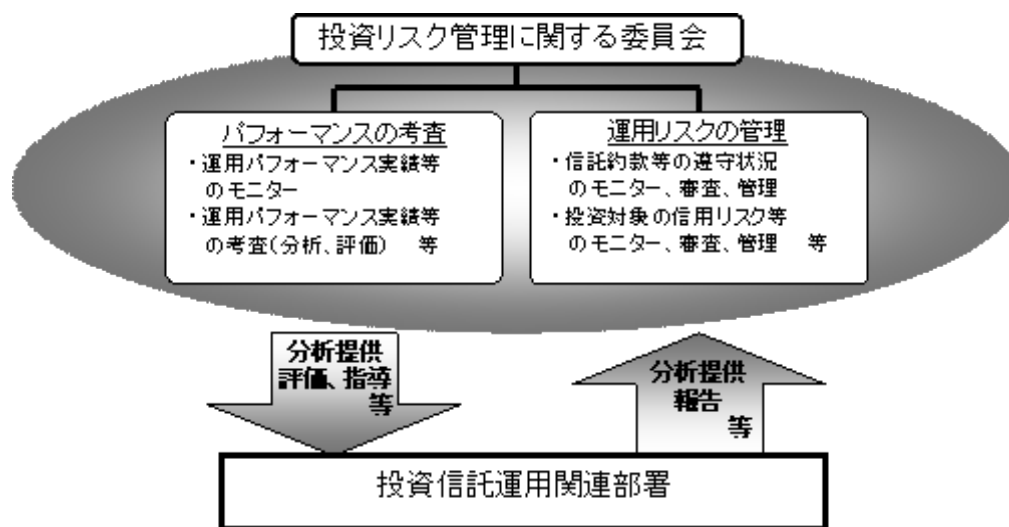 投資リスク管理に関する委員会
パフォーマンスの考査
・運用パフォーマンス実績等
のモニター
・運用パフォーマンス実績等
の考査(分析、評価) 等
運用リスクの管理
・信託約款等の遵守状況
のモニター、審査、管理
・投資対象の信用リスク等
のモニター、審査、管理 等
分析提供
評価、指導
等
分析提供
報告
等
投資信託運用関連部署